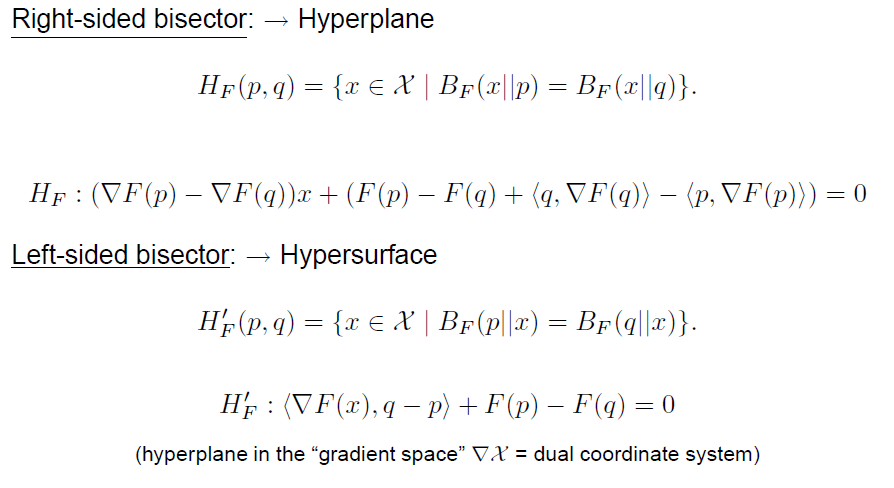 Right-sided bisector: → Hyperplane
H_F(p, q) = {x ∈ 𝒳 | B_F(x||p) = B_F(x||q)}.
H_F : (∇F(p) − ∇F(q))x + (F(p) − F(q) + ⟨q, ∇F(q)⟩ − ⟨p, ∇F(p)⟩) = 0
Left-sided bisector: → Hypersurface
H′_F(p, q) = {x ∈ 𝒳 | B_F(p||x) = B_F(q||x)}.
H′_F : ⟨∇F(x), q − p⟩ + F(p) − F(q) = 0
(hyperplane in the “gradient space” ∇𝒳 = dual coordinate system)